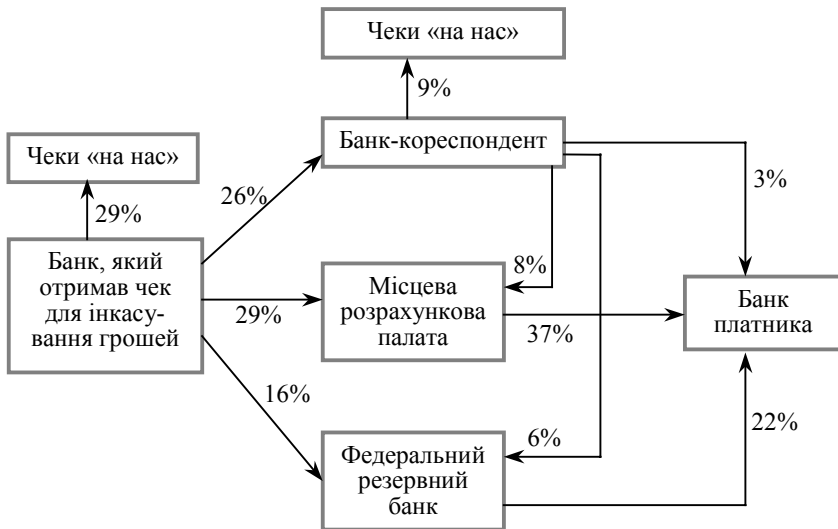 Чеки «на нас»
9%
Банк-кореспондент
Чеки «на нас»
29%
26%
3%
Банк, який
отримав чек
для інкасу-
вання грошей
29%
8%
Місцева
розрахункова
палата
37%
Банк
платника
16%
6%
22%
Федеральний
резервний
банк